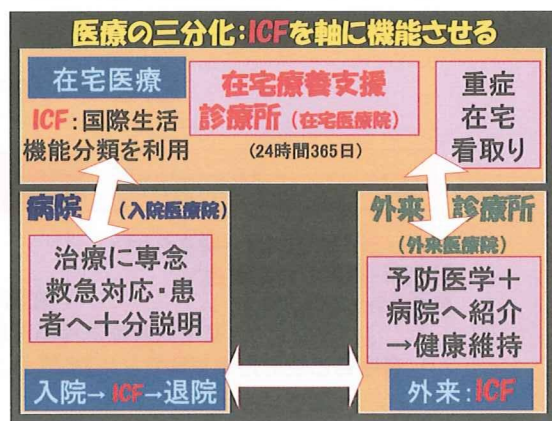 医療の三分化:ICFを軸に機能させる
在宅医療
ICF:国際生活
機能分類を利用
在宅療養支援
診療所(在宅医療院)
(24時間365日)
重症
在宅
看取り
病院 (入院医療院)
治療に専念
救急対応・患
者へ十分説明
入院→ICF→退院
外来 診療所
(外来医療院)
予防医学+
病院へ紹介
→健康維持
外来:ICF